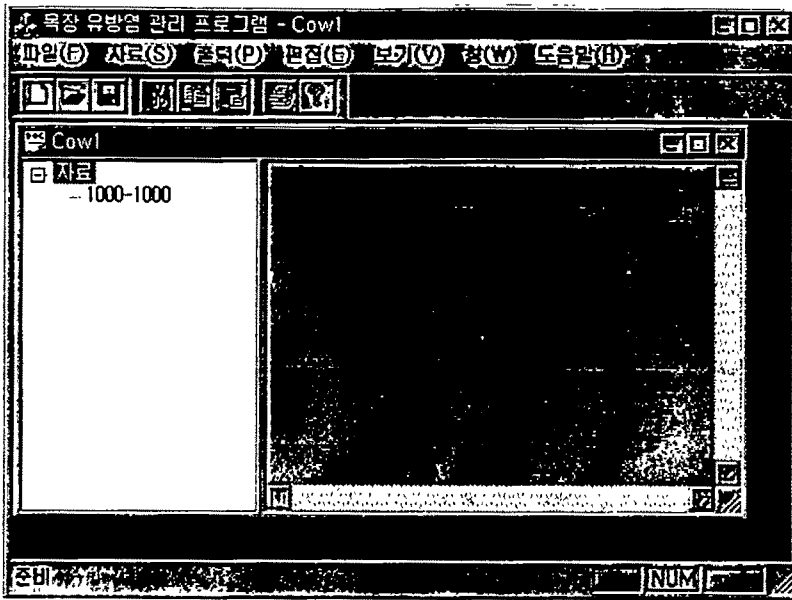 목장 유방염 관리 프로그램 - Cow1
파일(F) 자료(S) 출력(P) 편집(E) 보기(V) 창(W) 도움말(H)
Cow1
자료
1000-1000
준비
NUM